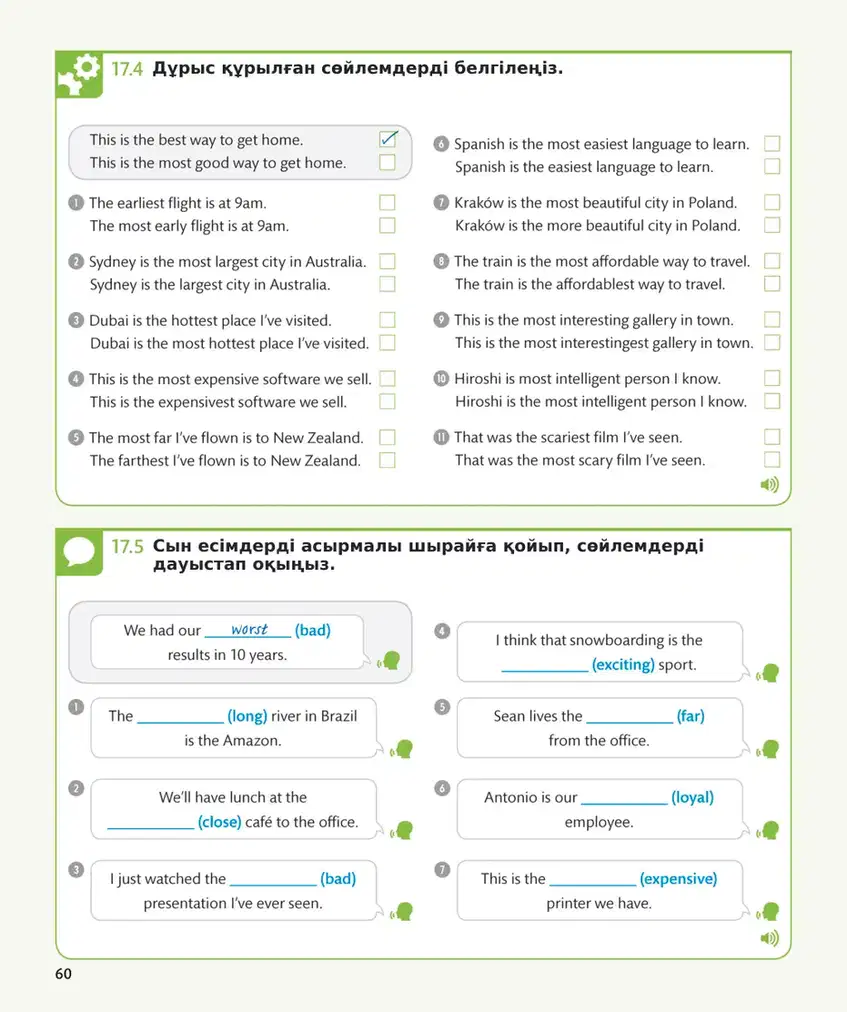 17.4 Дұрыс құрылған сөйлемдерді белгілеңіз.
This is the best way to get home.
This is the most good way to get home.
1 The earliest flight is at 9am.
The most early flight is at 9am.
2 Sydney is the most largest city in Australia.
Sydney is the largest city in Australia.
3 Dubai is the hottest place I've visited.
Dubai is the most hottest place I've visited.
4 This is the most expensive software we sell.
This is the expensivest software we sell.
5 The most far I've flown is to New Zealand.
The farthest I've flown is to New Zealand.
6 Spanish is the most easiest language to learn.
Spanish is the easiest language to learn.
7 Kraków is the most beautiful city in Poland.
Kraków is the more beautiful city in Poland.
8 The train is the most affordable way to travel.
The train is the affordablest way to travel.
9 This is the most interesting gallery in town.
This is the most interestingest gallery in town.
10 Hiroshi is most intelligent person I know.
Hiroshi is the most intelligent person I know.
11 That was the scariest film I've seen.
That was the most scary film I've seen.
17.5 Сын есімдерді асырмалы шырайға қойып, сөйлемдерді
дауыстап оқыңыз.
We had our worst (bad)
results in 10 years.
1 The ____________ (long) river in Brazil
is the Amazon.
2 We'll have lunch at the
____________ (close) café to the office.
3 I just watched the ____________ (bad)
presentation I've ever seen.
4 I think that snowboarding is the
____________ (exciting) sport.
5 Sean lives the ____________ (far)
from the office.
6 Antonio is our ____________ (loyal)
employee.
7 This is the ____________ (expensive)
printer we have.
60